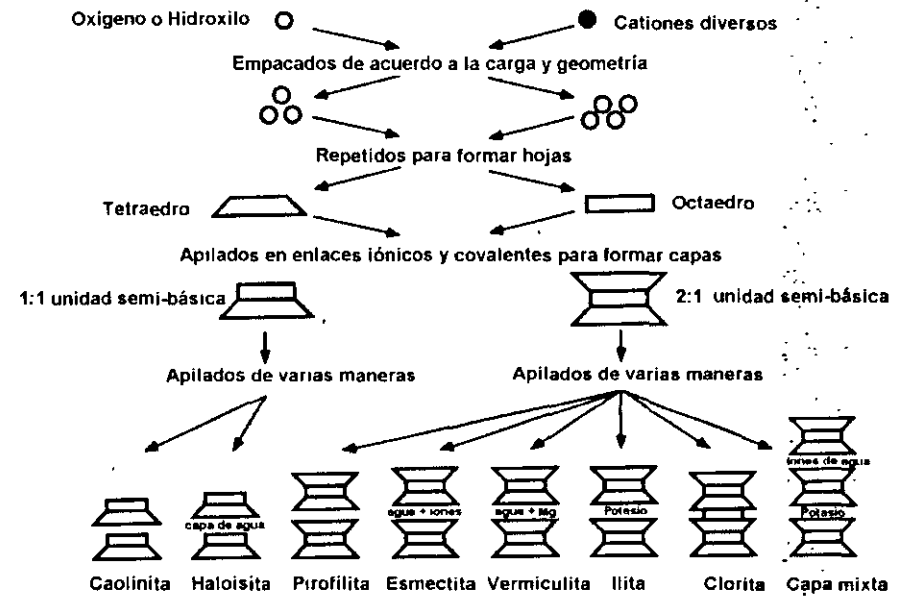 Oxígeno o Hidroxilo
Cationes diversos
Empacados de acuerdo a la carga y geometría
Repetidos para formar hojas
Tetraedro
Octaedro
Apilados en enlaces iónicos y covalentes para formar capas
1:1 unidad semi-básica
2:1 unidad semi-básica
Apilados de varias maneras
Apilados de varias maneras
iones de agua
capa de agua
agua + iones
agua + Mg
Potasio
Potasio
Caolinita Haloisita Pirofilita Esmectita Vermiculita Ilita Clorita Capa mixta